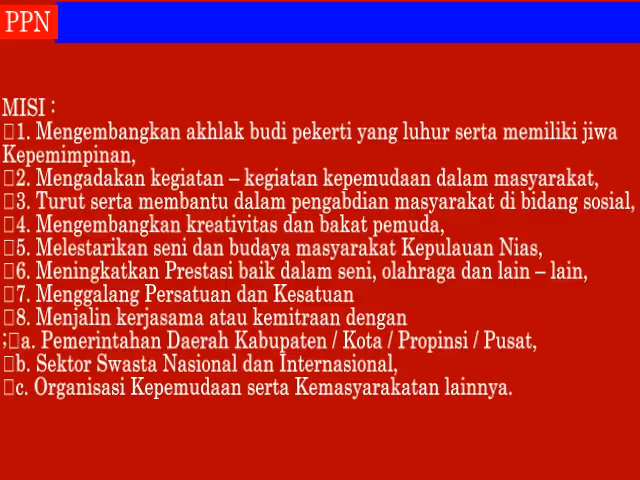 PPN
MISI :
1. Mengembangkan akhlak budi pekerti yang luhur serta memiliki jiwa
Kepemimpinan,
2. Mengadakan kegiatan – kegiatan kepemudaan dalam masyarakat,
3. Turut serta membantu dalam pengabdian masyarakat di bidang sosial,
4. Mengembangkan kreativitas dan bakat pemuda,
5. Melestarikan seni dan budaya masyarakat Kepulauan Nias,
6. Meningkatkan Prestasi baik dalam seni, olahraga dan lain – lain,
7. Menggalang Persatuan dan Kesatuan
8. Menjalin kerjasama atau kemitraan dengan
;a. Pemerintahan Daerah Kabupaten / Kota / Propinsi / Pusat,
b. Sektor Swasta Nasional dan Internasional,
c. Organisasi Kepemudaan serta Kemasyarakatan lainnya.